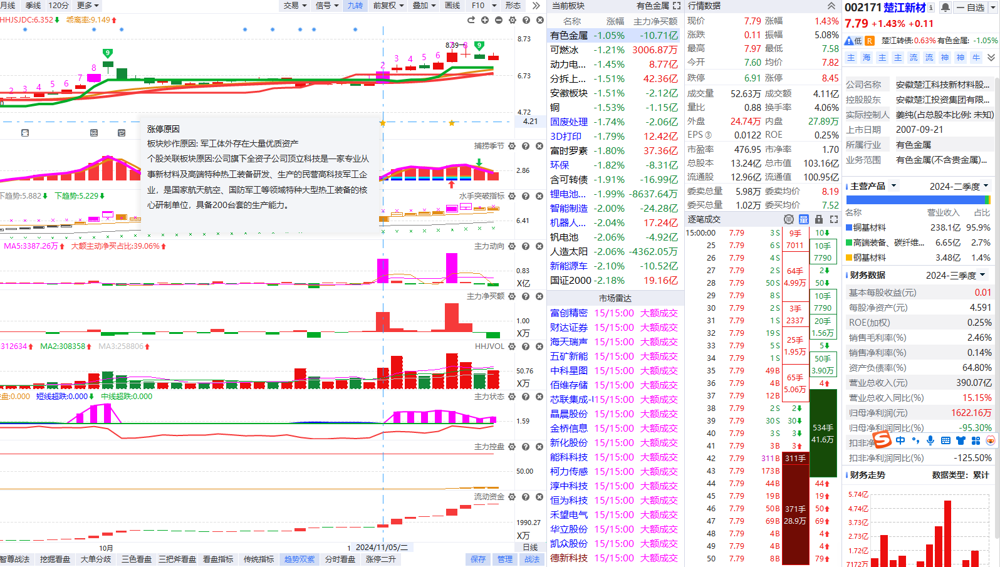 月线 季线 120分 更多 交易 信号 九转 前复权 叠加 画线 F10 形态
HHJSJDC:6.352 乖离率:9.149
9
2 3 4 5 6 7 8
2 3 4 5 6 7 8
8.89
9
8.73
6.73
4.72
4.21
涨停原因
板块炒作原因: 军工体外存在大量优质资产
个股关联板块原因:公司旗下全资子公司顶立科技是一家专业从
事新材料及高端特种热工装备研发、生产的民营高科技军工企
业，是国家航天航空、国防军工等领域特种大型热工装备的核
心研制单位，具备200台套的生产能力。
捕捞季节
2.86
下趋势:5.882 下趋势:5.229
水手突破指标
6.41
MA5:3387.26万 大额主动净买占比:39.06%
主力动向
0.83
X亿
主力净买额
1.00
X万
:312634 MA2:308358 MA3:258806
HHJVOL
50.76
X万
控盘:0.000 短线超跌:0.000 中线超跌:0.000
主力状态
1.59
主力控盘
50.00
流动资金
1990.27
X万
10月 1 2024/11/05/二 日线
智尊战法 挖掘看盘 大单分歧 三色看盘 三把斧看盘 看盘指标 传统指标 趋势双紫 分时看盘 涨停二升 保存 管理 战法
当前板块 有色金属
名称 涨幅 主力净买额
有色金属 -1.05% -10.71亿
可燃冰 -1.21% 3006.87万
动力电... -1.45% 8.77亿
分拆上... -1.51% 42.36亿
安徽板块 -1.51% -2.12亿
铜 -1.53% -1.15亿
固废处理 -1.74% -2.06亿
3D打印 -1.79% 12.42亿
富时罗素 -1.80% 37.36亿
环保 -1.82% -8.31亿
含可转债 -1.91% -16.99亿
锂电池... -1.99% -8637.64万
智能制造 -2.00% -24.28亿
机器人... -2.04% 17.24亿
钒电池 -2.06% -4.92亿
人造太阳 -2.06% -4362.05万
新能源车 -2.10% -10.52亿
国证2000 -2.18% 19.16亿
市场雷达
富创精密 15/15:00 大额成交
财达证券 15/15:00 大额成交
海天瑞声 15/15:00 大额成交
五矿新能 15/15:00 大额成交
中科星图 15/15:00 大额成交
佰维存储 15/15:00 大额成交
芯联集成-U 15/15:00 大额成交
晶晨股份 15/15:00 大额成交
金桥信息 15/15:00 大额成交
新化股份 15/15:00 大额成交
能科科技 15/15:00 大额成交
柯力传感 15/15:00 大额成交
淳中科技 15/15:00 大额成交
恒为科技 15/15:00 大额成交
禾望电气 15/15:00 大额成交
华立股份 15/15:00 大额成交
凯众股份 15/15:00 大额成交
德新科技 15/15:00 大额成交
行情数据
现价 7.79 涨幅 1.43%
涨跌 0.11 振幅 5.08%
最高 7.97 最低 7.58
今开 7.60 均价 7.82
跌停 6.91 涨停 8.45
成交量 52.63万 成交额 4.11亿
量比 0.88 换手率 4.06%
外盘 24.74万 内盘 27.89万
EPS③ 0.0122 ROE 0.25%
市盈率 476.95 市净率 1.70
总股本 13.24亿 总市值 103.16亿
流通股 12.96亿 流通值 100.95亿
委卖总量 5.98万 委卖均价 8.19
委买总量 1.02万 委买均价 7.52
逐笔成交 量
15:00:00 7.79 3S
25 7.79 6S
26 7.79 4S
27 7.79 2S
28 7.79 50S
29 7.79 8S
30 7.79 2S
31 7.79 1S
32 7.79 19S
33 7.79 5S
34 7.79 1S
35 7.79 49B
36 7.79 4B
37 7.79 12B
38 7.79 2S
39 7.79 30S
40 7.79 3S
41 7.79 3B
42 7.79 311B
43 7.79 173B
44 7.79 44B
45 7.79 19B
46 7.79 50B
47 7.79 69B
48 7.79 4B
49 7.79 4B
50 7.79 8B
9手
7011
64手
4.99万
3手
2337
25手
1.95万
65手
5.06万
2
30
3
3
311手
371手
28.9万
10
10手
7790
2
50
10手
7790
20手
1.56万
5
50手
3.90万
4
534手
41.6万
44
19
50
69
4
4
79
002171 楚江新材 自选
7.79 +1.43% +0.11
低 R 楚江转债:0.63% 有色金属: -1.05%
主 海 主 主 流 流 神 神 牛
公司名称 安徽楚江科技新材料股...
控股股东 安徽楚江投资集团有限...
实际控制人 姜纯(占总股本比例: 未知)
上市日期 2007-09-21
所属行业 有色金属
业务范围 有色金属(不含贵金属)...
主营产品 2024-二季度
名称 营业收入 占比
铜基材料 238.1亿 95.9%
高端装备、碳纤维... 6.65亿 2.7%
钢基材料 3.48亿 1.4%
财务数据 2024-三季度
基本每股收益(元) 0.01
每股净资产(元) 4.591
ROE(加权) 0.25%
销售毛利率(%) 2.46%
销售净利率(%) 0.14%
资产负债率(%) 64.80%
营业总收入(元) 390.07亿
营业总收入同比(%) 15.15%
归母净利润(元) 1622.16万
归母净利润同比(%) -95.30%
扣非净
中
扣非净利润同比(%) -125.50%
财务走势 数据类型: 累计
5.74亿
4.73亿
2.73亿
1.72亿
7172万